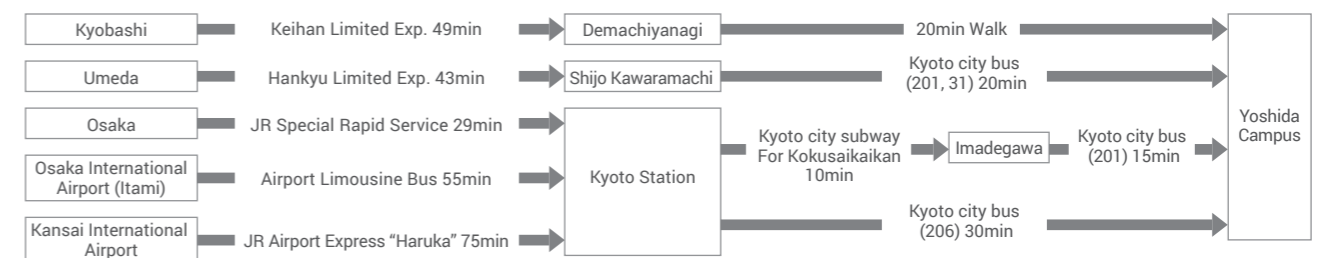 Kyobashi
Keihan Limited Exp. 49min
Demachiyanagi
20min Walk
Umeda
Hankyu Limited Exp. 43min
Shijo Kawaramachi
Kyoto city bus
(201, 31) 20min
Osaka
JR Special Rapid Service 29min
Osaka International
Airport (Itami)
Airport Limousine Bus 55min
Kansai International
Airport
JR Airport Express “Haruka” 75min
Kyoto Station
Kyoto city subway
For Kokusaikaikan
10min
Imadegawa
Kyoto city bus
(201) 15min
Kyoto city bus
(206) 30min
Yoshida
Campus